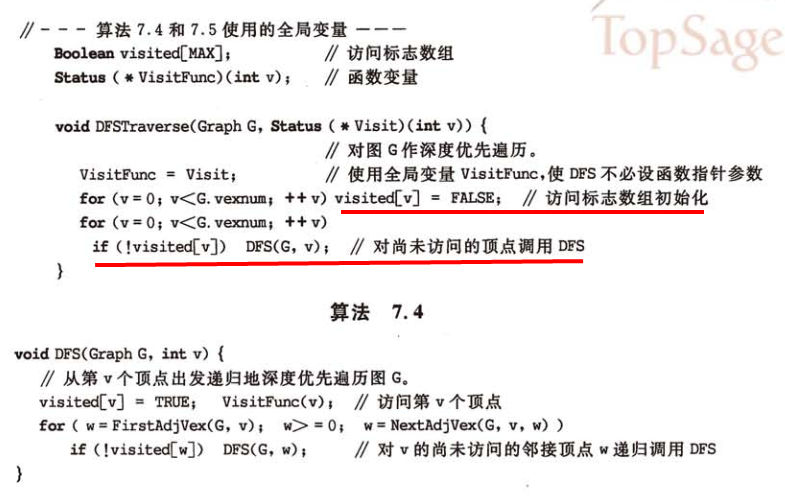 TopSage
// - - - 算法 7.4 和 7.5 使用的全局变量 - - -
Boolean visited[MAX]; // 访问标志数组
Status (* VisitFunc)(int v); // 函数变量
void DFSTraverse(Graph G, Status (* Visit)(int v)) {
// 对图 G 作深度优先遍历。
VisitFunc = Visit; // 使用全局变量 VisitFunc,使 DFS 不必设函数指针参数
for (v = 0; v<G.vexnum; ++v) visited[v] = FALSE; // 访问标志数组初始化
for (v = 0; v<G.vexnum; ++v)
if (!visited[v]) DFS(G, v); // 对尚未访问的顶点调用 DFS
}
算法 7.4
void DFS(Graph G, int v) {
// 从第 v 个顶点出发递归地深度优先遍历图 G。
visited[v] = TRUE; VisitFunc(v); // 访问第 v 个顶点
for ( w = FirstAdjVex(G, v); w>= 0; w = NextAdjVex(G, v, w) )
if (!visited[w]) DFS(G, w); // 对 v 的尚未访问的邻接顶点 w 递归调用 DFS
}